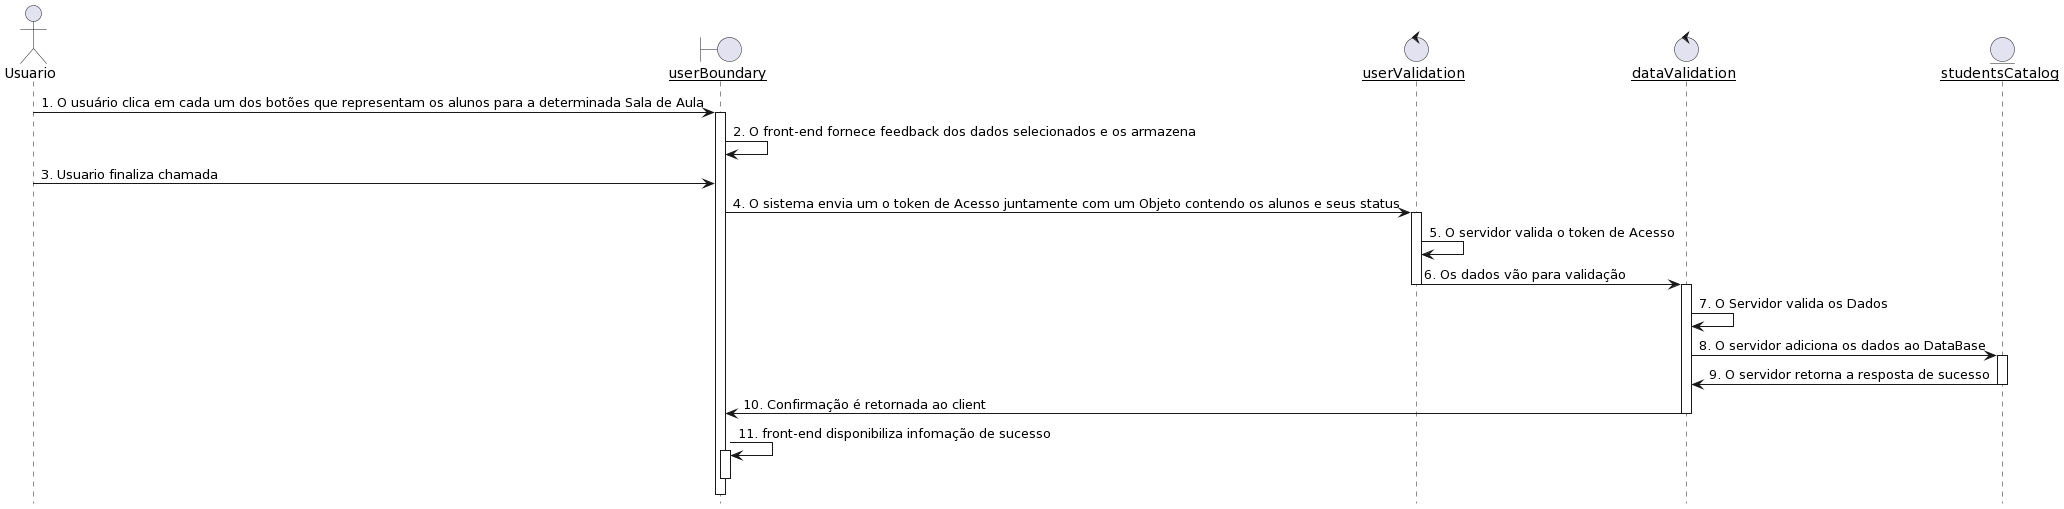 Usuario
userBoundary
userValidation
dataValidation
studentsCatalog
1. O usuário clica em cada um dos botões que representam os alunos para a determinada Sala de Aula
2. O front-end fornece feedback dos dados selecionados e os armazena
3. Usuario finaliza chamada
4. O sistema envia um o token de Acesso juntamente com um Objeto contendo os alunos e seus status
5. O servidor valida o token de Acesso
6. Os dados vão para validação
7. O Servidor valida os Dados
8. O servidor adiciona os dados ao DataBase
9. O servidor retorna a resposta de sucesso
10. Confirmação é retornada ao client
11. front-end disponibiliza infomação de sucesso